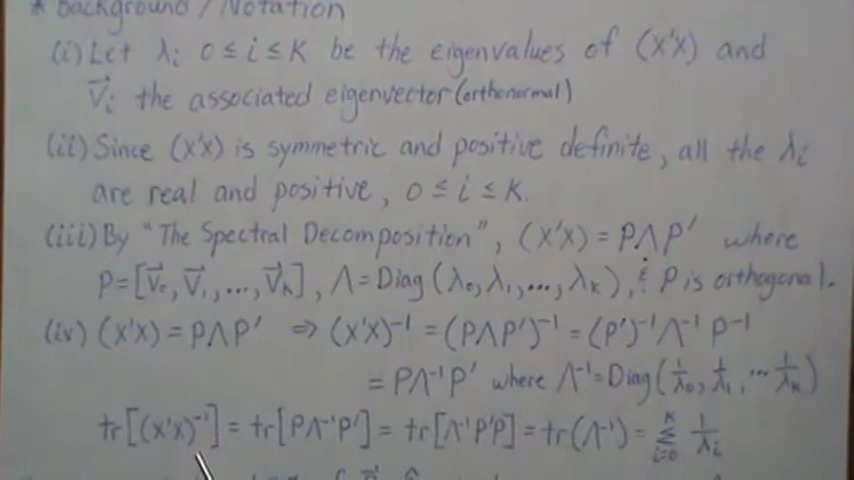 * Background / Notation
(i) Let λi 0 ≤ i ≤ K be the eigenvalues of (X'X) and
V⃗i the associated eigenvector (orthonormal)
(ii) Since (X'X) is symmetric and positive definite, all the λi
are real and positive, 0 ≤ i ≤ K.
(iii) By "The Spectral Decomposition", (X'X) = PΛP' where
P = [V⃗0, V⃗1, ..., V⃗K], Λ = Diag(λ0, λ1, ..., λK), & P is orthogonal.
(iv) (X'X) = PΛP' ⇒ (X'X)⁻¹ = (PΛP')⁻¹ = (P')⁻¹Λ⁻¹P⁻¹
= PΛ⁻¹P' where Λ⁻¹ = Diag(1/λ0, 1/λ1, ... 1/λK)
tr[(X'X)⁻¹] = tr[PΛ⁻¹P'] = tr[Λ⁻¹P'P] = tr(Λ⁻¹) = Σ_{i=0}^{K} 1/λi